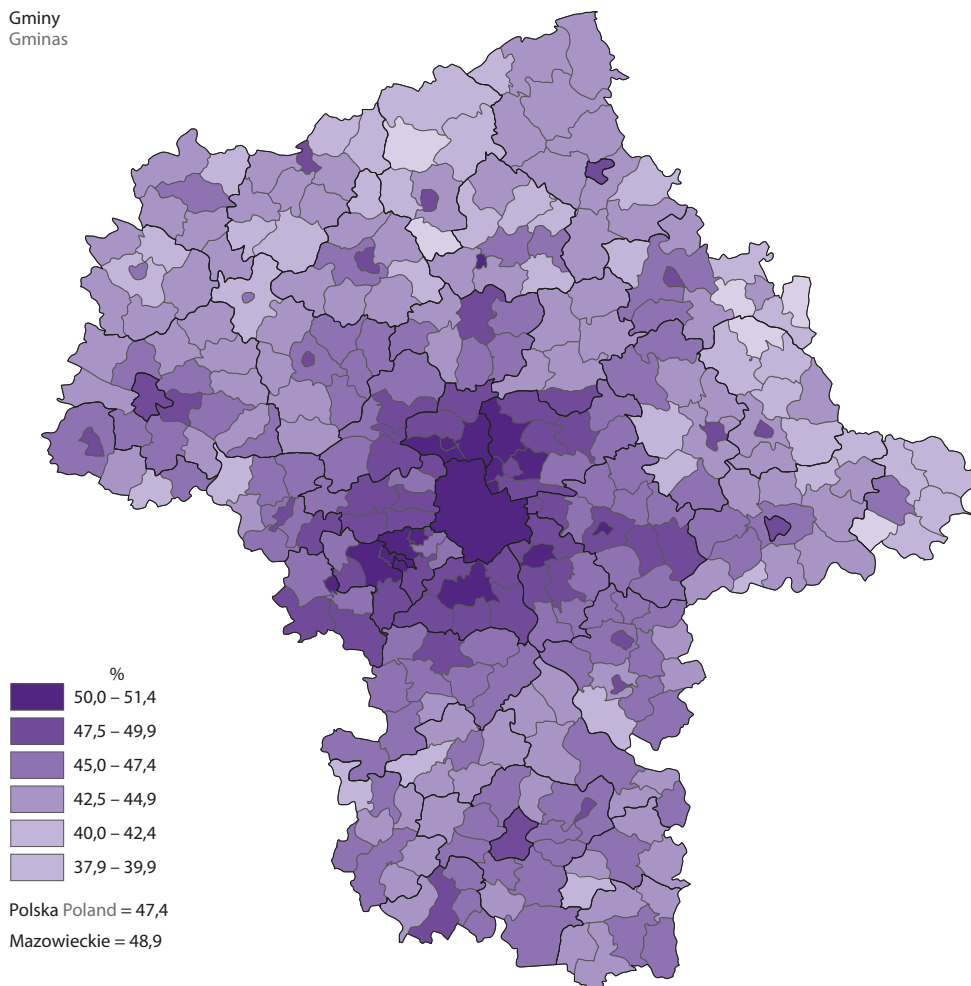 Gminy
Gminas
%
50,0 – 51,4
47,5 – 49,9
45,0 – 47,4
42,5 – 44,9
40,0 – 42,4
37,9 – 39,9
Polska Poland = 47,4
Mazowieckie = 48,9